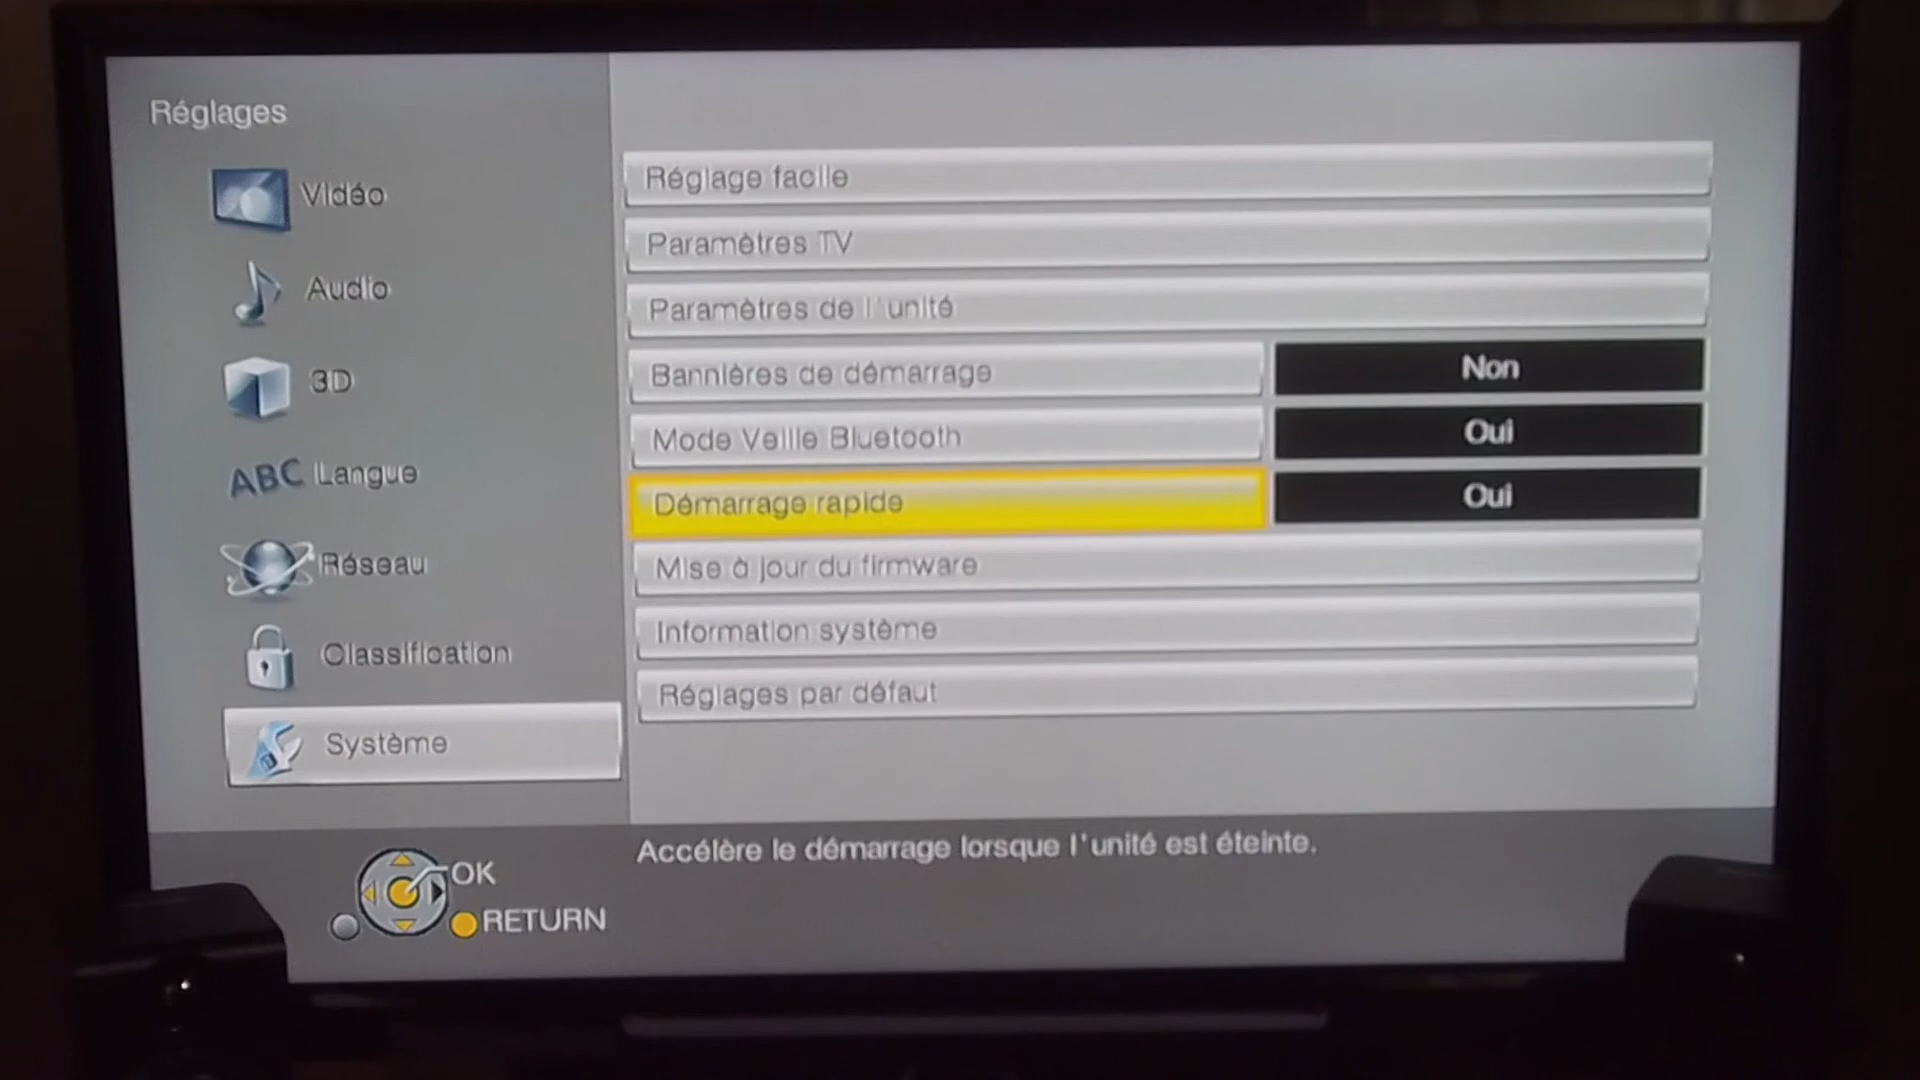 Réglages
Vidéo
Audio
3D
ABC Langue
Réseau
Classification
Système
Réglage facile
Paramètres TV
Paramètres de l'unité
Bannières de démarrage Non
Mode Veille Bluetooth Oui
Démarrage rapide Oui
Mise à jour du firmware
Information système
Réglages par défaut
Accélère le démarrage lorsque l'unité est éteinte.
OK
RETURN